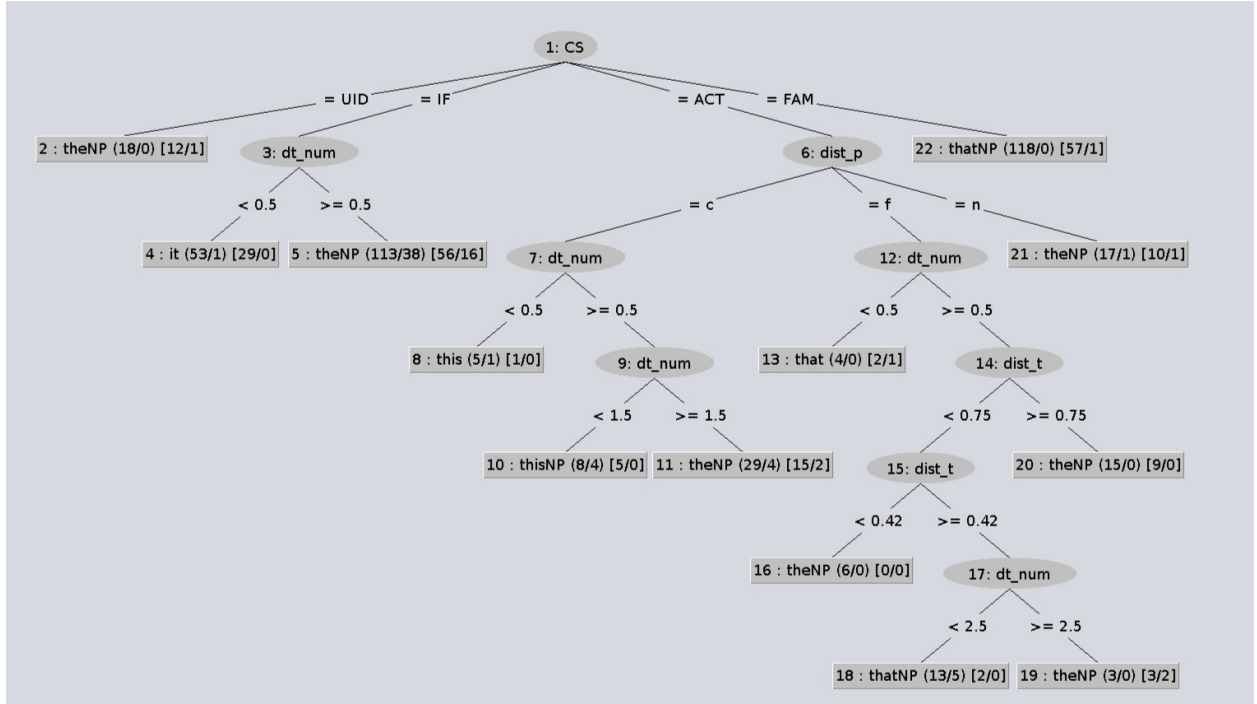 1: CS
= UID
= IF
= ACT
= FAM
2 : theNP (18/0) [12/1]
3: dt_num
6: dist_p
22 : thatNP (118/0) [57/1]
< 0.5
>= 0.5
= c
= f
= n
4 : it (53/1) [29/0]
5 : theNP (113/38) [56/16]
7: dt_num
12: dt_num
21 : theNP (17/1) [10/1]
< 0.5
>= 0.5
< 0.5
>= 0.5
8 : this (5/1) [1/0]
9: dt_num
13 : that (4/0) [2/1]
14: dist_t
< 1.5
>= 1.5
< 0.75
>= 0.75
10 : thisNP (8/4) [5/0]
11 : theNP (29/4) [15/2]
15: dist_t
20 : theNP (15/0) [9/0]
< 0.42
>= 0.42
16 : theNP (6/0) [0/0]
17: dt_num
< 2.5
>= 2.5
18 : thatNP (13/5) [2/0]
19 : theNP (3/0) [3/2]